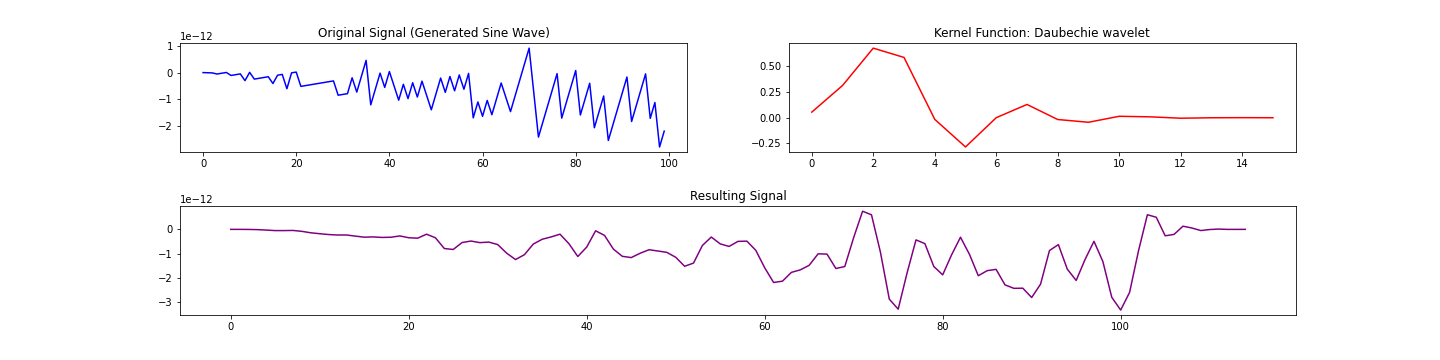 Original Signal (Generated Sine Wave)
1e−12
1
0
−1
−2
0 20 40 60 80 100
Kernel Function: Daubechie wavelet
0.50
0.25
0.00
−0.25
0 2 4 6 8 10 12 14
Resulting Signal
1e−12
0
−1
−2
−3
0 20 40 60 80 100